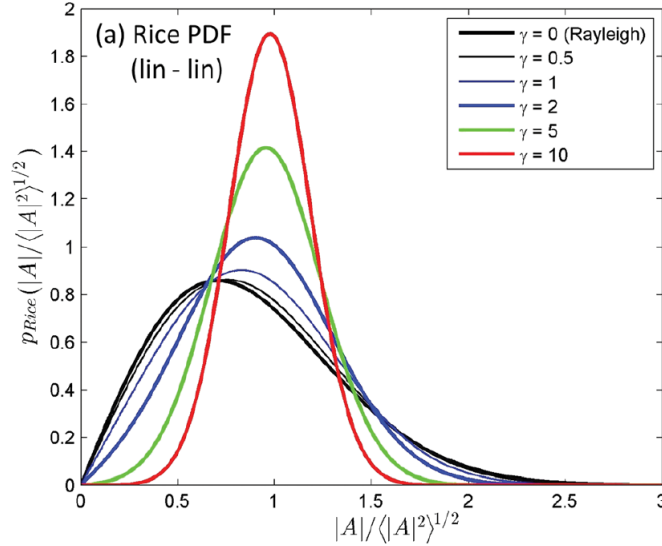 (a) Rice PDF
(lin - lin)
γ = 0 (Rayleigh)
γ = 0.5
γ = 1
γ = 2
γ = 5
γ = 10
p_Rice(|A|/⟨|A|²⟩^1/2)
2
1.8
1.6
1.4
1.2
1
0.8
0.6
0.4
0.2
0
0
0.5
1
1.5
2
2.5
3
|A|/⟨|A|²⟩^1/2